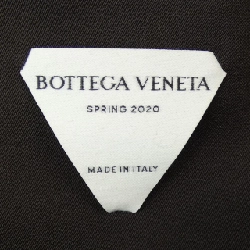 BOTTEGA VENETA
SPRING 2020
MADE IN ITALY